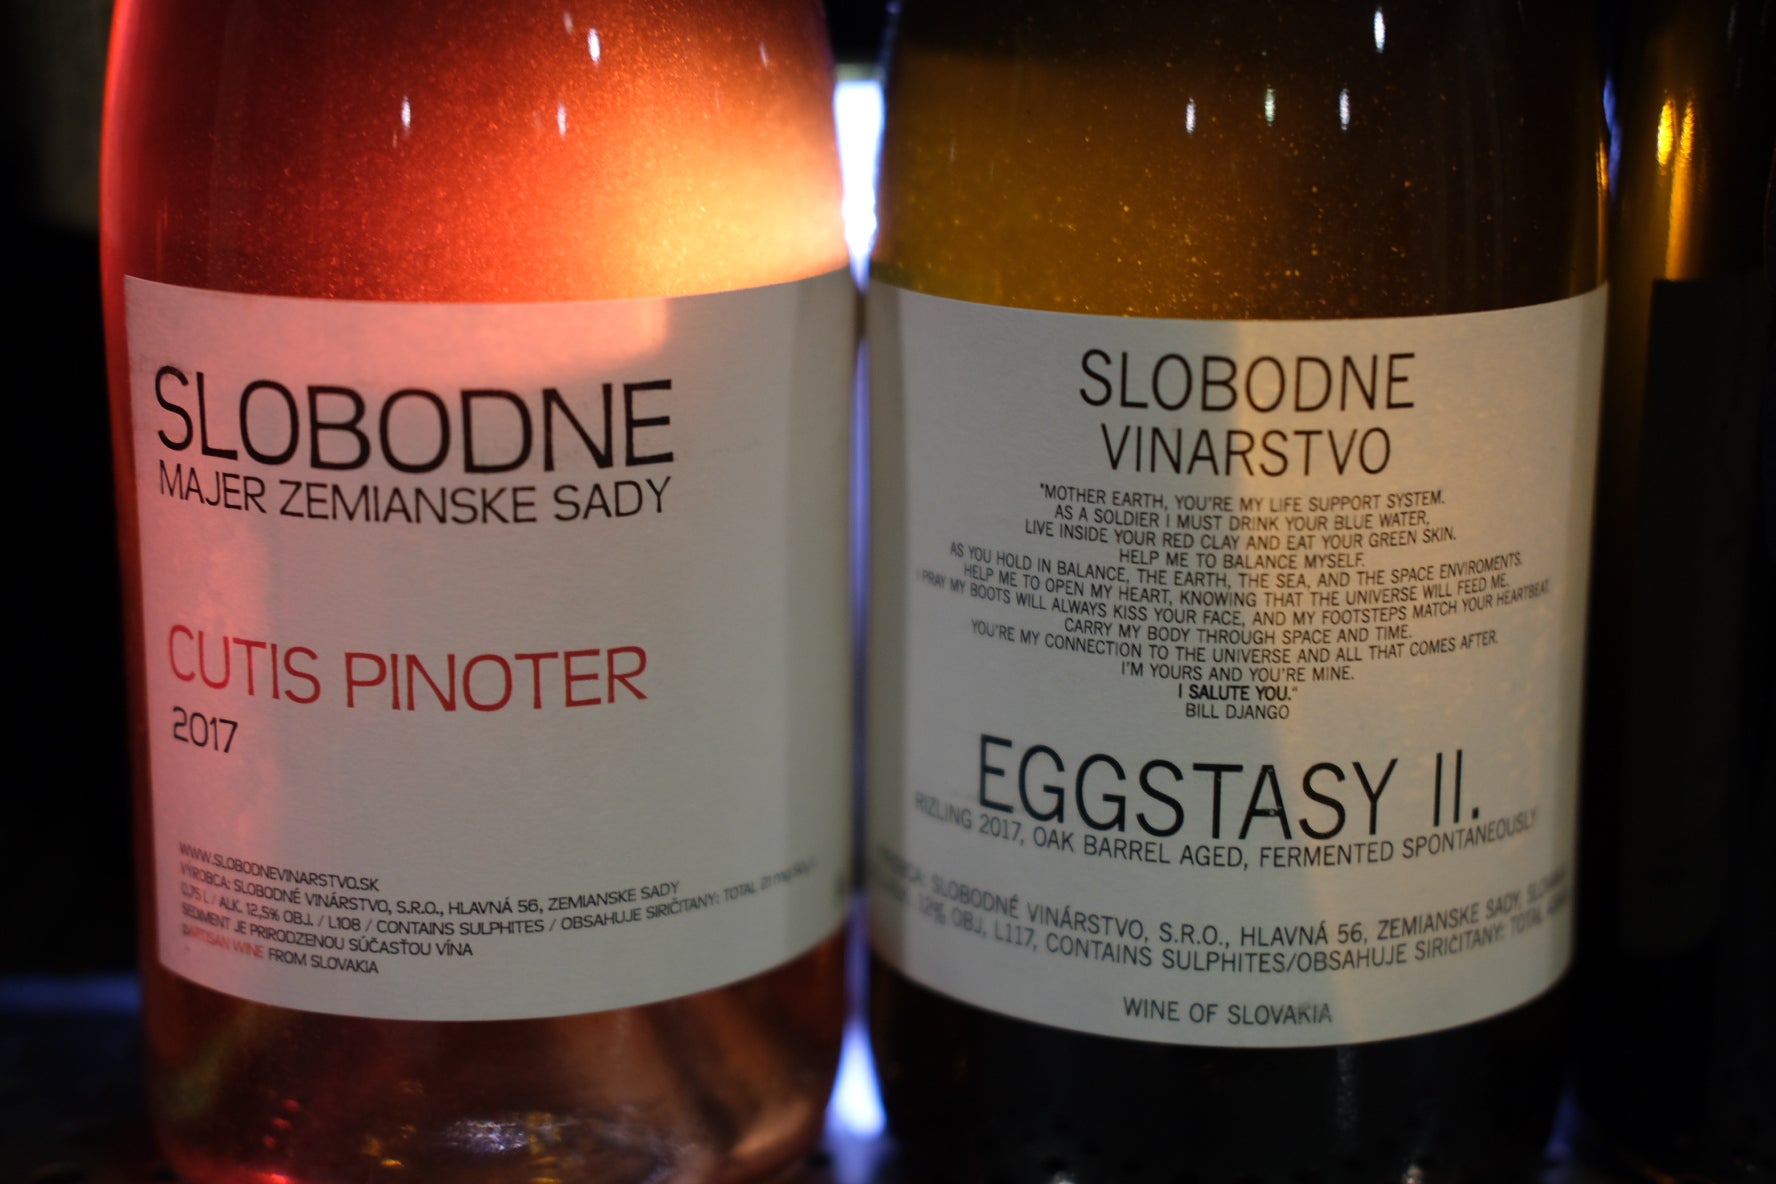 SLOBODNE
MAJER ZEMIANSKE SADY
CUTIS PINOTER
2017
WWW.SLOBODNEVINARSTVO.SK
VÝROBCA: SLOBODNÉ VINÁRSTVO, S.R.O., HLAVNÁ 56, ZEMIANSKE SADY
0,75 L / ALK. 12,5% OBJ. / L108 / CONTAINS SULPHITES / OBSAHUJE SIRIČITANY: TOTAL 21
SEDIMENT JE PRIRODZENOU SÚČASŤOU VÍNA
@ARTISAN WINE FROM SLOVAKIA
SLOBODNE
VINARSTVO
"MOTHER EARTH, YOU'RE MY LIFE SUPPORT SYSTEM.
AS A SOLDIER I MUST DRINK YOUR BLUE WATER,
LIVE INSIDE YOUR RED CLAY AND EAT YOUR GREEN SKIN.
HELP ME TO BALANCE MYSELF.
AS YOU HOLD IN BALANCE, THE EARTH, THE SEA, AND THE SPACE ENVIROMENTS.
HELP ME TO OPEN MY HEART, KNOWING THAT THE UNIVERSE WILL FEED ME.
I PRAY MY BOOTS WILL ALWAYS KISS YOUR FACE, AND MY FOOTSTEPS MATCH YOUR HEARTBEAT.
CARRY MY BODY THROUGH SPACE AND TIME.
YOU'RE MY CONNECTION TO THE UNIVERSE AND ALL THAT COMES AFTER.
I'M YOURS AND YOU'RE MINE.
I SALUTE YOU."
BILL DJANGO
EGGSTASY II.
RIZLING 2017, OAK BARREL AGED, FERMENTED SPONTANEOUSLY
SLOBODNÉ VINÁRSTVO, S.R.O., HLAVNÁ 56, ZEMIANSKE SADY,
12% OBJ, L117, CONTAINS SULPHITES/OBSAHUJE SIRIČITANY: TOTAL
WINE OF SLOVAKIA